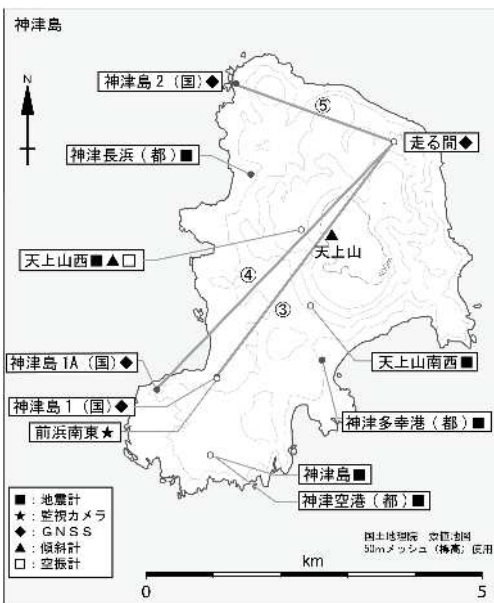 神津島
N
神津島2(国)◆
⑤
走る間◆
神津長浜(都)■
天上山
天上山西■▲□
④
③
天上山南西■
神津島1A(国)◆
神津島1(国)◆
前浜南東★
神津多幸港(都)■
神津島■
神津空港(都)■
■:地震計
★:監視カメラ
◆:GNSS
▲:傾斜計
□:空振計
国土地理院 数値地図
50mメッシュ(標高)使用
km
0
5